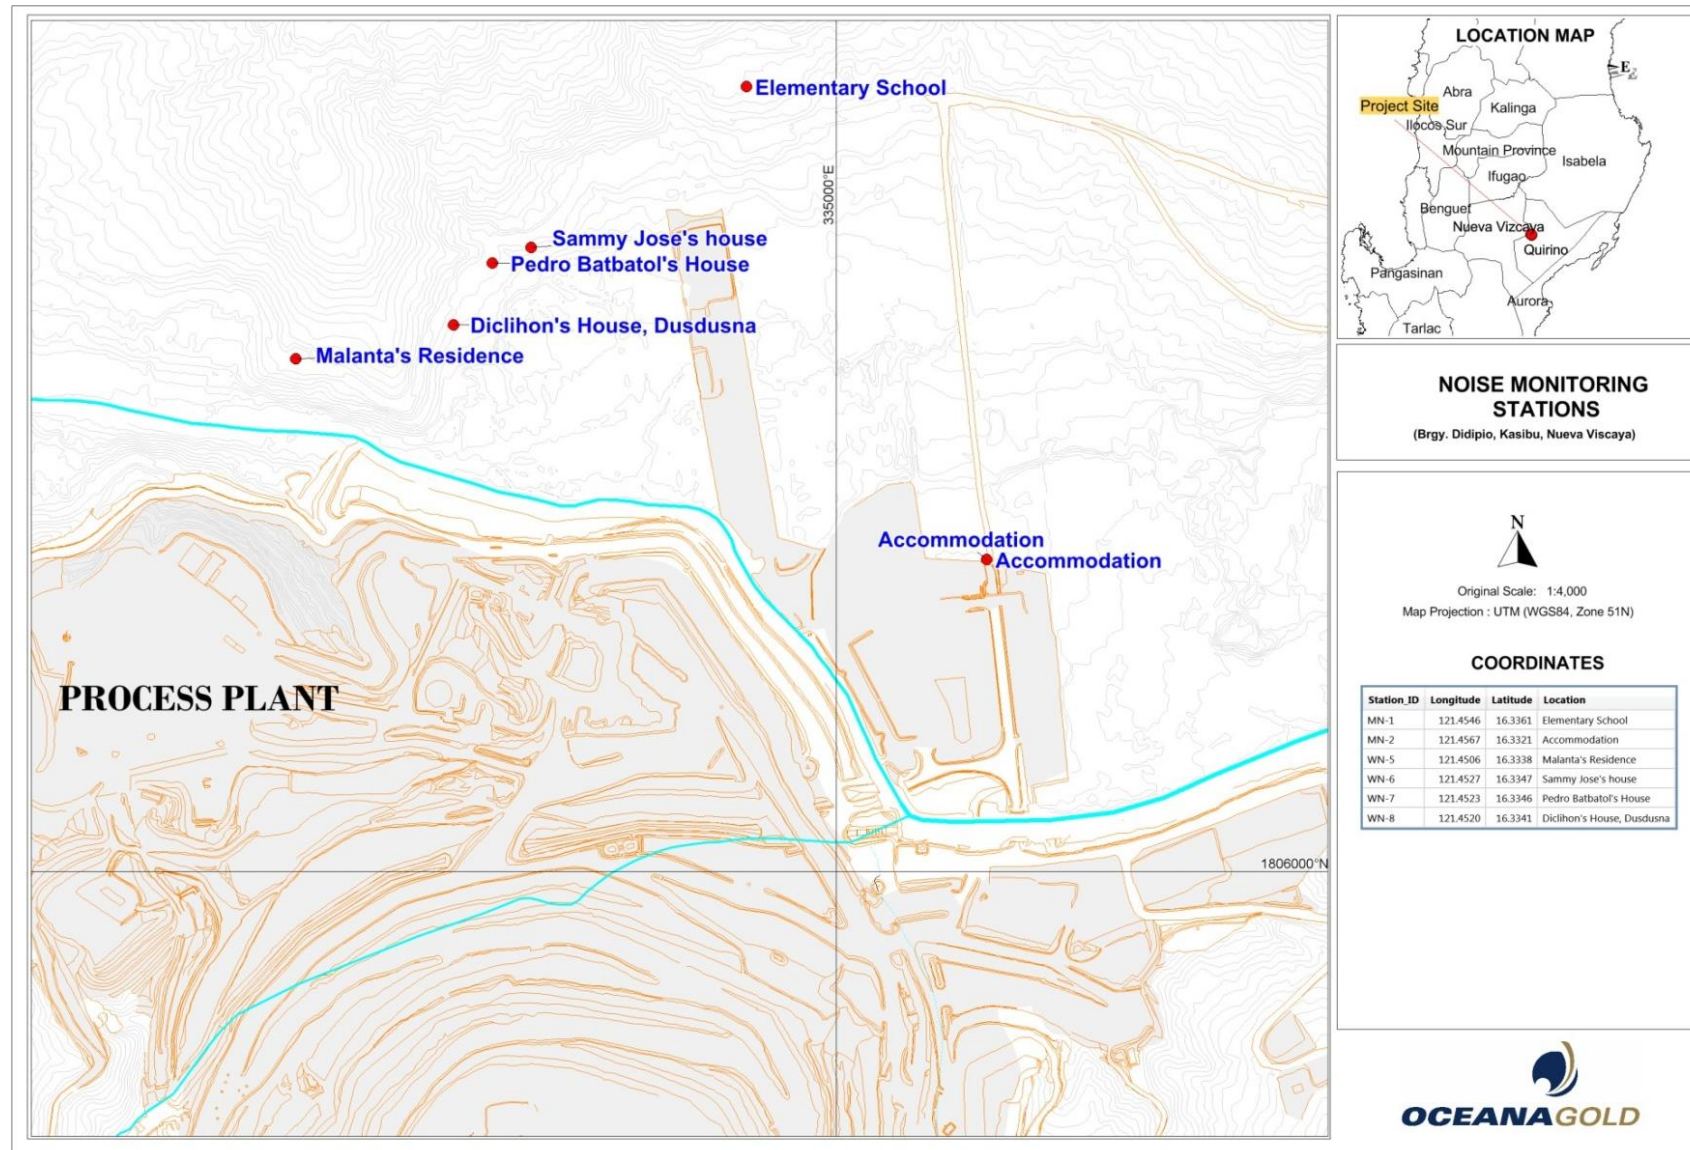 Elementary School
335000°E
Sammy Jose's house
Pedro Batbatol's House
Diclihon's House, Dusdusna
Malanta's Residence
Accommodation
Accommodation
PROCESS PLANT
1806000°N
LOCATION MAP
E
Project Site
Abra
Kalinga
Ilocos Sur
Mountain Province
Isabela
Ifugao
Benguet
Nueva Vizcaya
Quirino
Pangasinan
Aurora
Tarlac
NOISE MONITORING
STATIONS
(Brgy. Didipio, Kasibu, Nueva Viscaya)
N
Original Scale: 1:4,000
Map Projection : UTM (WGS84, Zone 51N)
COORDINATES
Station_ID Longitude Latitude Location
MN-1 121.4546 16.3361 Elementary School
MN-2 121.4567 16.3321 Accommodation
WN-5 121.4506 16.3338 Malanta's Residence
WN-6 121.4527 16.3347 Sammy Jose's house
WN-7 121.4523 16.3346 Pedro Batbatol's House
WN-8 121.4520 16.3341 Diclihon's House, Dusdusna
OCEANAGOLD